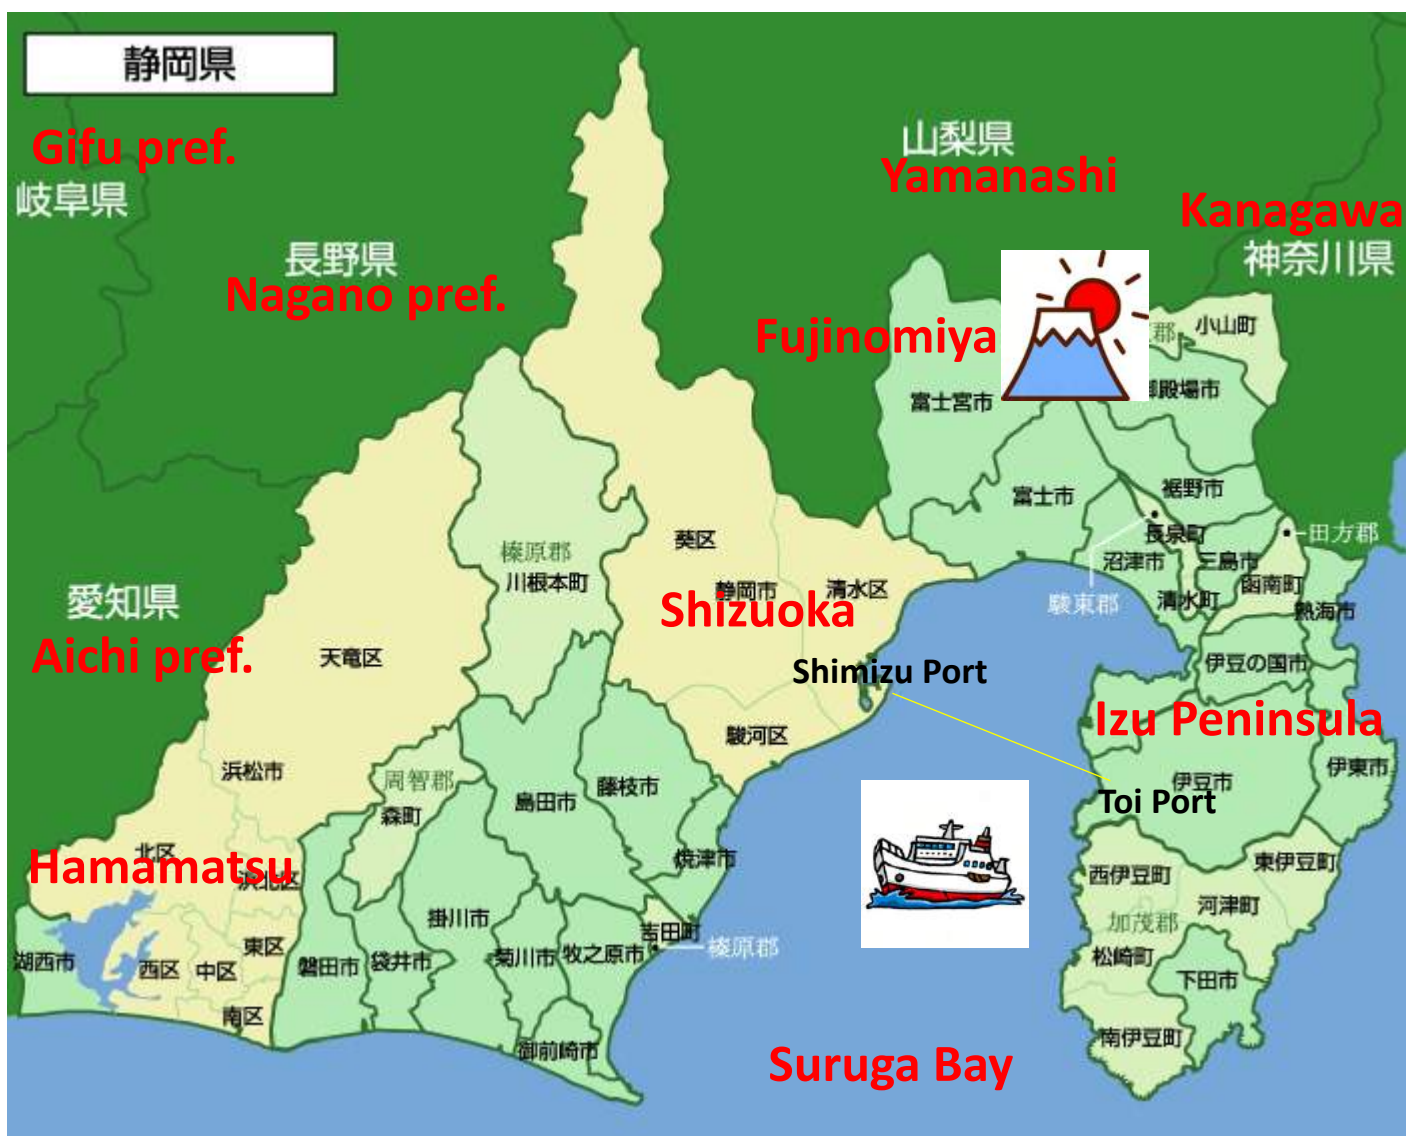 静岡県
Gifu pref.
岐阜県
長野県
Nagano pref.
山梨県
Yamanashi
Kanagawa
神奈川県
Fujinomiya
富士宮市
郡
小山町
殿場市
富士市
裾野市
長泉町
沼津市
三島市
田方郡
函南町
駿東郡
清水町
熱海市
葵区
静岡市
清水区
Shizuoka
榛原郡
川根本町
愛知県
Aichi pref.
天竜区
伊豆の国市
Shimizu Port
Izu Peninsula
駿河区
浜松市
周智郡
森町
島田市
藤枝市
伊豆市
伊東市
Toi Port
北区
Hamamatsu
浜北区
焼津市
西伊豆町
東伊豆町
掛川市
吉田町
河津町
加茂郡
湖西市
西区
中区
東区
磐田市
袋井市
菊川市
牧之原市
榛原郡
松崎町
下田市
南区
御前崎市
南伊豆町
Suruga Bay